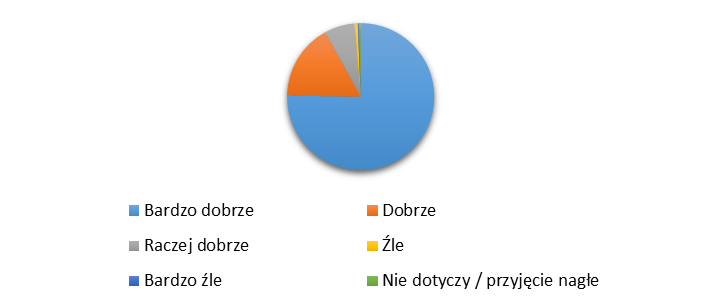 Bardzo dobrze
Dobrze
Raczej dobrze
Źle
Bardzo źle
Nie dotyczy / przyjęcie nagłe